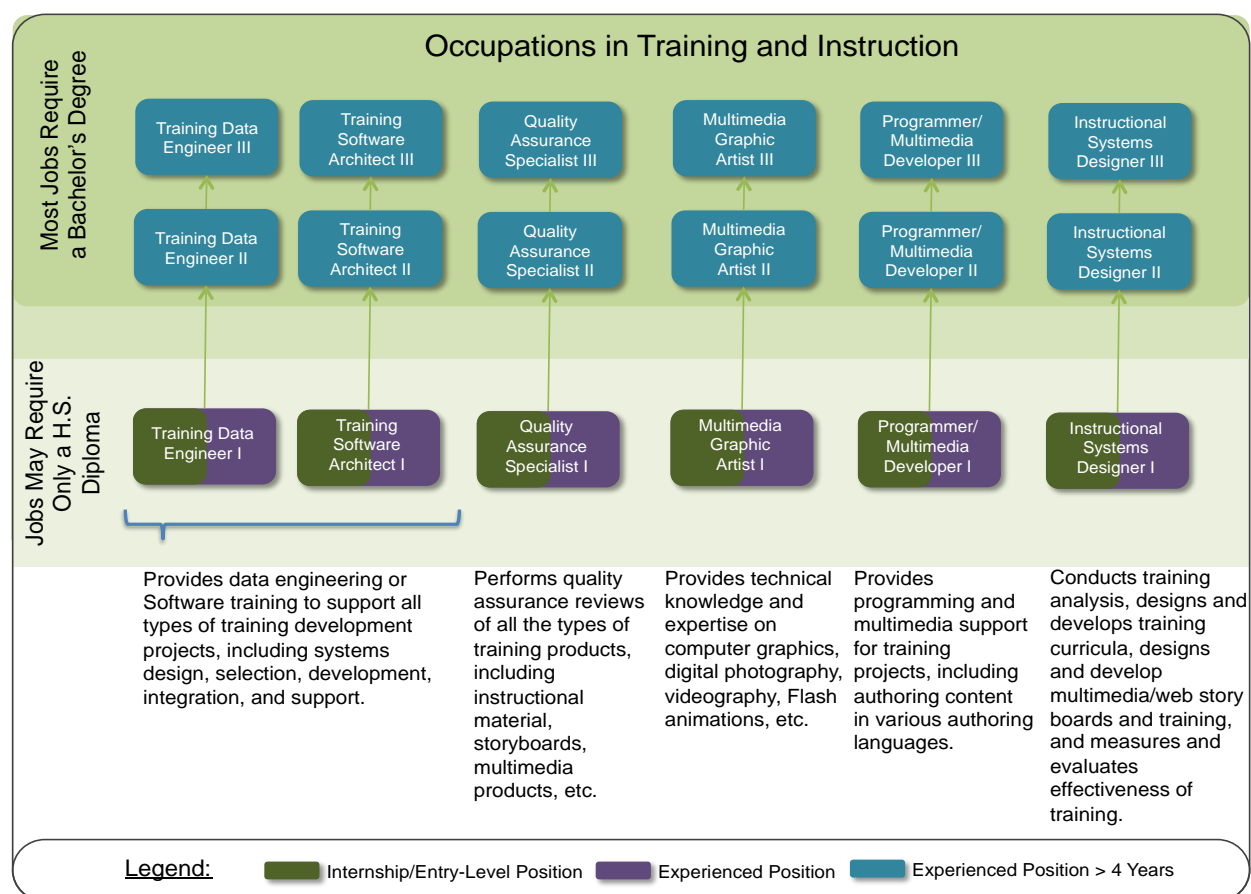 Occupations in Training and Instruction
Most Jobs Require
a Bachelor's Degree
Training Data
Engineer III
Training
Software
Architect III
Quality
Assurance
Specialist III
Multimedia
Graphic
Artist III
Programmer/
Multimedia
Developer III
Instructional
Systems
Designer III
Training Data
Engineer II
Training
Software
Architect II
Quality
Assurance
Specialist II
Multimedia
Graphic
Artist II
Programmer/
Multimedia
Developer II
Instructional
Systems
Designer II
Jobs May Require
Only a H.S.
Diploma
Training Data
Engineer I
Training
Software
Architect I
Quality
Assurance
Specialist I
Multimedia
Graphic
Artist I
Programmer/
Multimedia
Developer I
Instructional
Systems
Designer I
Provides data engineering or
Software training to support all
types of training development
projects, including systems
design, selection, development,
integration, and support.
Performs quality
assurance reviews
of all the types of
training products,
including
instructional
material,
storyboards,
multimedia
products, etc.
Provides technical
knowledge and
expertise on
computer graphics,
digital photography,
videography, Flash
animations, etc.
Provides
programming and
multimedia support
for training
projects, including
authoring content
in various authoring
languages.
Conducts training
analysis, designs and
develops training
curricula, designs
and develop
multimedia/web story
boards and training,
and measures and
evaluates
effectiveness of
training.
Legend:
Internship/Entry-Level Position
Experienced Position
Experienced Position > 4 Years